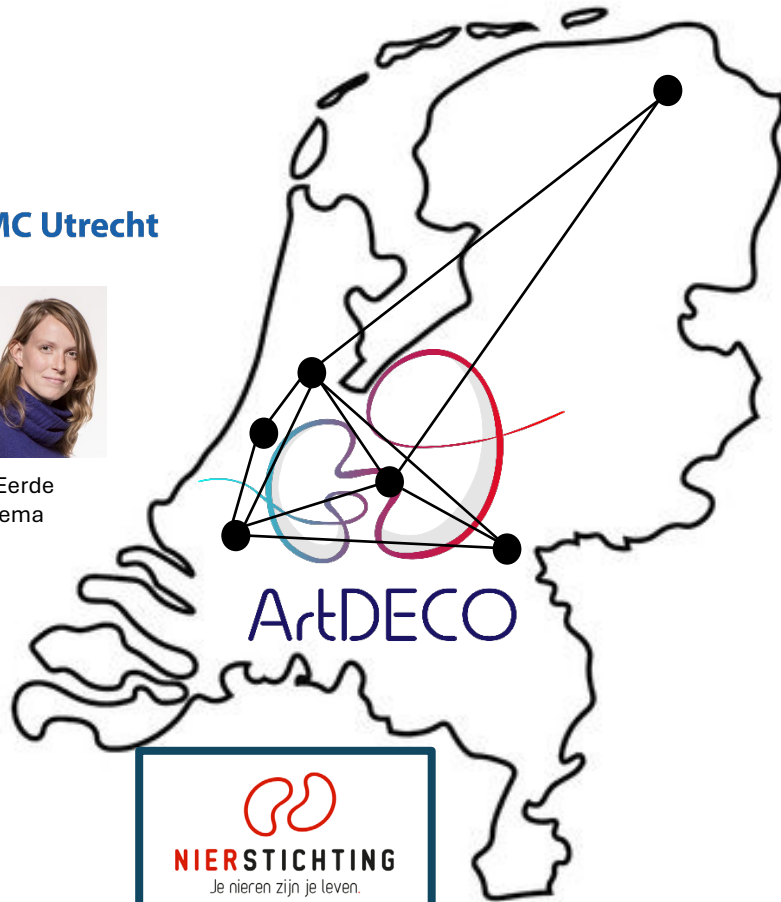 MC Utrecht
Eerde
ema
ArtDECO
NIERSTICHTING
Je nieren zijn je leven.